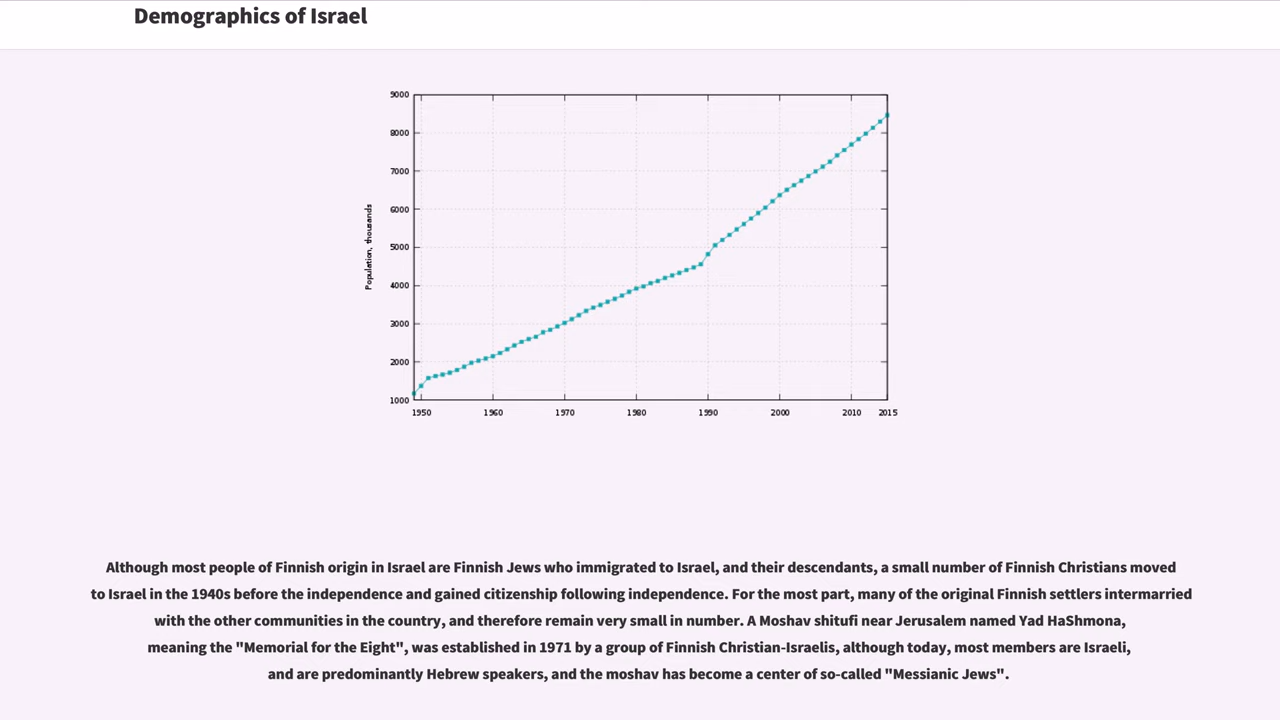 Demographics of Israel
9000
8000
7000
6000
5000
4000
3000
2000
1000
Population, thousands
1950 1960 1970 1980 1990 2000 2010 2015
Although most people of Finnish origin in Israel are Finnish Jews who immigrated to Israel, and their descendants, a small number of Finnish Christians moved
to Israel in the 1940s before the independence and gained citizenship following independence. For the most part, many of the original Finnish settlers intermarried
with the other communities in the country, and therefore remain very small in number. A Moshav shitufi near Jerusalem named Yad HaShmona,
meaning the "Memorial for the Eight", was established in 1971 by a group of Finnish Christian-Israelis, although today, most members are Israeli,
and are predominantly Hebrew speakers, and the moshav has become a center of so-called "Messianic Jews".